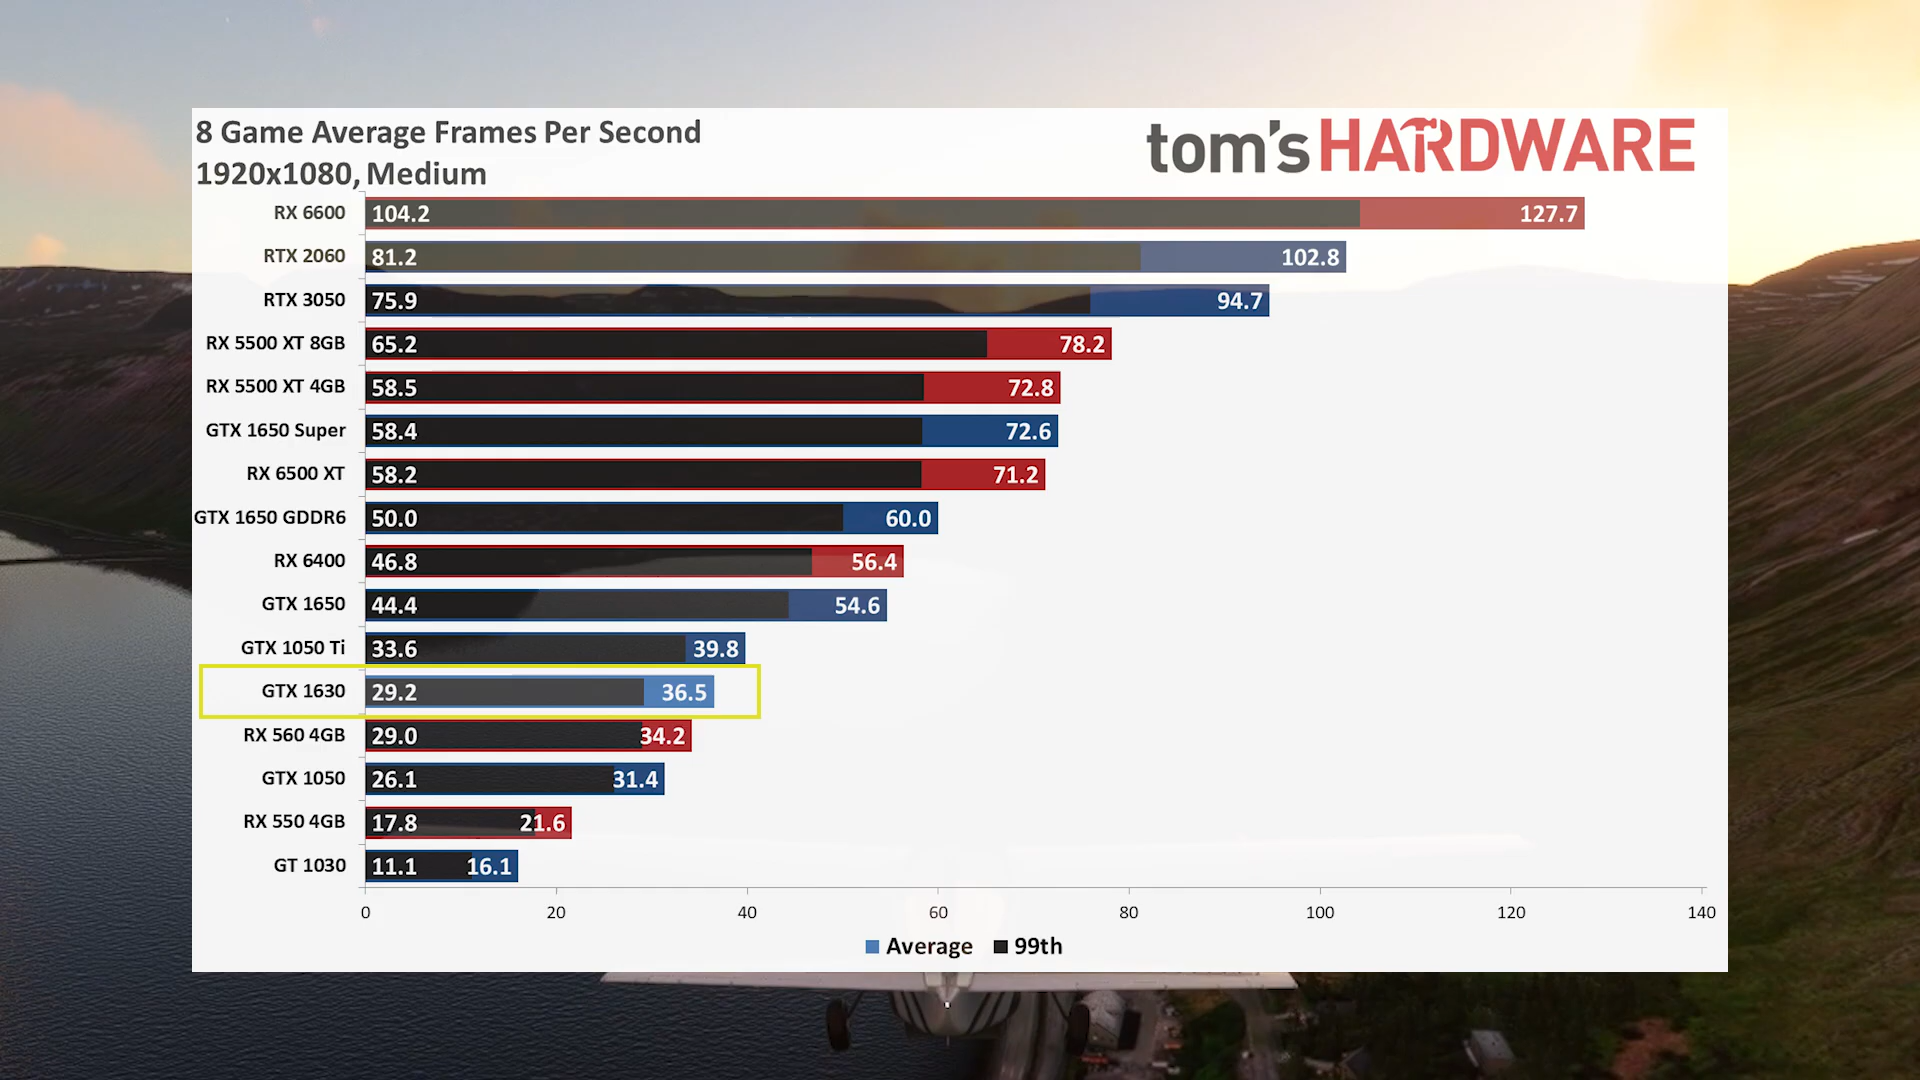 8 Game Average Frames Per Second
1920x1080, Medium
tom's HARDWARE
RX 6600 104.2 127.7
RTX 2060 81.2 102.8
RTX 3050 75.9 94.7
RX 5500 XT 8GB 65.2 78.2
RX 5500 XT 4GB 58.5 72.8
GTX 1650 Super 58.4 72.6
RX 6500 XT 58.2 71.2
GTX 1650 GDDR6 50.0 60.0
RX 6400 46.8 56.4
GTX 1650 44.4 54.6
GTX 1050 Ti 33.6 39.8
GTX 1630 29.2 36.5
RX 560 4GB 29.0 34.2
GTX 1050 26.1 31.4
RX 550 4GB 17.8 21.6
GT 1030 11.1 16.1
0 20 40 60 80 100 120 140
Average 99th